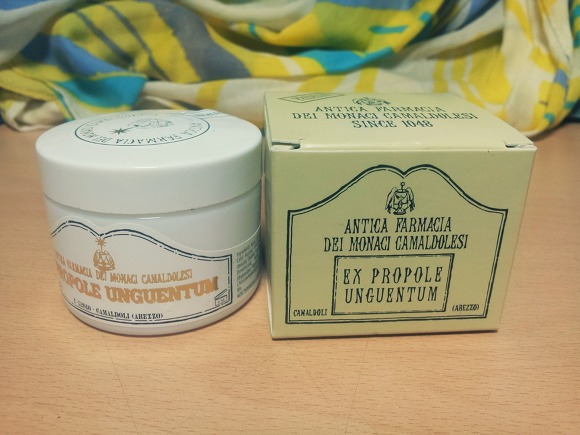 ANTICA FARMACIA
DEI MONACI CAMALDOLESI
SINCE 1048
ANTICA FARMACIA
DEI MONACI CAMALDOLESI
EX PROPOLE
UNGUENTUM
CAMALDOLI
(AREZZO)
ANTICA FARMACIA
FARMACIA DEI MONACI CAMALDOLESI
PROPOLE UNGUENTUM
CAMALDOLI (AREZZO)